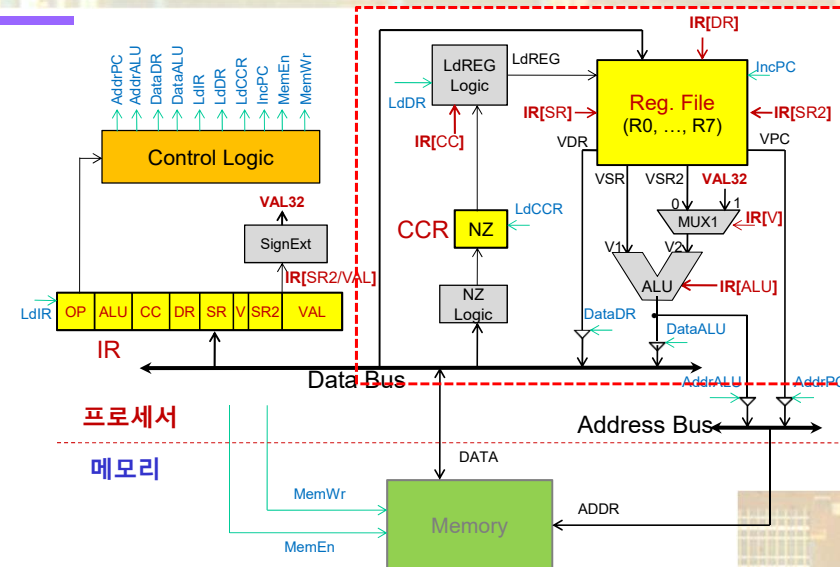 AddrPC
AddrALU
DataDR
DataALU
LdIR
LdDR
LdCCR
IncPC
MemEn
MemWr
Control Logic
VAL32
SignExt
IR[SR2/VAL]
LdIR
OP ALU CC DR SR V SR2 VAL
IR
LdREG
Logic
LdREG
LdDR
IR[CC]
IR[DR]
IncPC
Reg. File
(R0, …, R7)
IR[SR]
IR[SR2]
VDR
VPC
VSR
VSR2
VAL32
0
1
MUX1
IR[V]
CCR
NZ
LdCCR
NZ
Logic
V1
V2
ALU
IR[ALU]
DataDR
DataALU
AddrALU
AddrPC
Data Bus
Address Bus
프로세서
메모리
DATA
MemWr
MemEn
Memory
ADDR